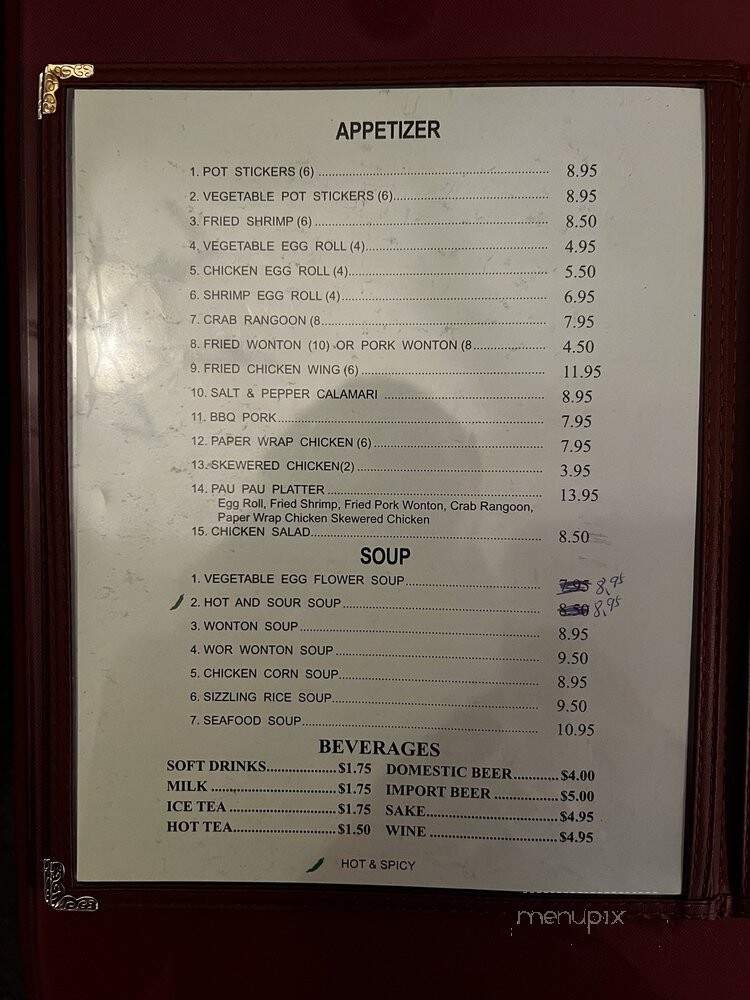 APPETIZER
1. POT STICKERS (6) ........ 8.95
2. VEGETABLE POT STICKERS (6)........ 8.95
3. FRIED SHRIMP (6) ........ 8.50
4. VEGETABLE EGG ROLL (4)........ 4.95
5. CHICKEN EGG ROLL (4)........ 5.50
6. SHRIMP EGG ROLL (4)........ 6.95
7. CRAB RANGOON (8........ 7.95
8. FRIED WONTON (10) OR PORK WONTON (8........ 4.50
9. FRIED CHICKEN WING (6) ........ 11.95
10. SALT & PEPPER CALAMARI ........ 8.95
11. BBQ PORK........ 7.95
12. PAPER WRAP CHICKEN (6) ........ 7.95
13. SKEWERED CHICKEN(2) ........ 3.95
14. PAU PAU PLATTER ........ 13.95
Egg Roll, Fried Shrimp, Fried Pork Wonton, Crab Rangoon,
Paper Wrap Chicken Skewered Chicken
15. CHICKEN SALAD........ 8.50
SOUP
1. VEGETABLE EGG FLOWER SOUP........ 7.95 8.95
2. HOT AND SOUR SOUP........ 8.50 8.95
3. WONTON SOUP........ 8.95
4. WOR WONTON SOUP ........ 9.50
5. CHICKEN CORN SOUP........ 8.95
6. SIZZLING RICE SOUP........ 9.50
7. SEAFOOD SOUP........ 10.95
BEVERAGES
SOFT DRINKS........ $1.75 DOMESTIC BEER........ $4.00
MILK ........ $1.75 IMPORT BEER ........ $5.00
ICE TEA ........ $1.75 SAKE........ $4.95
HOT TEA........ $1.50 WINE ........ $4.95
HOT & SPICY
menupix